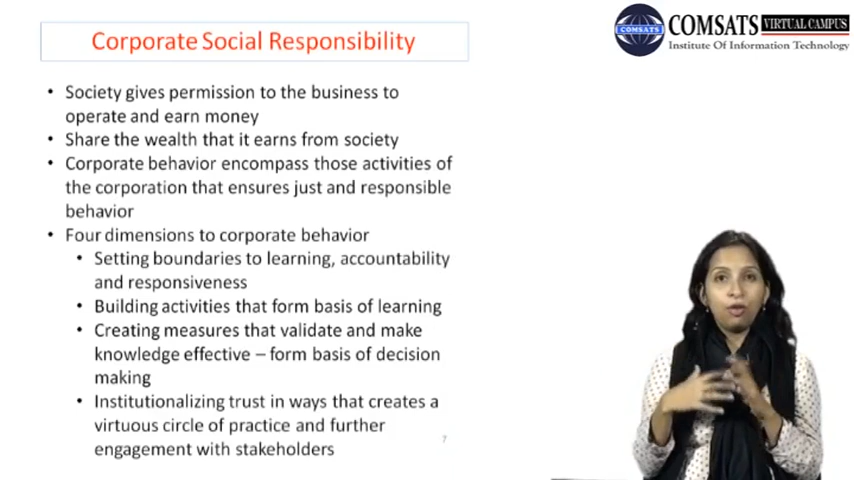 Corporate Social Responsibility
COMSATS VIRTUAL CAMPUS
COMSATS
Institute Of Information Technology
• Society gives permission to the business to
operate and earn money
• Share the wealth that it earns from society
• Corporate behavior encompass those activities of
the corporation that ensures just and responsible
behavior
• Four dimensions to corporate behavior
• Setting boundaries to learning, accountability
and responsiveness
• Building activities that form basis of learning
• Creating measures that validate and make
knowledge effective – form basis of decision
making
• Institutionalizing trust in ways that creates a
virtuous circle of practice and further
engagement with stakeholders
7